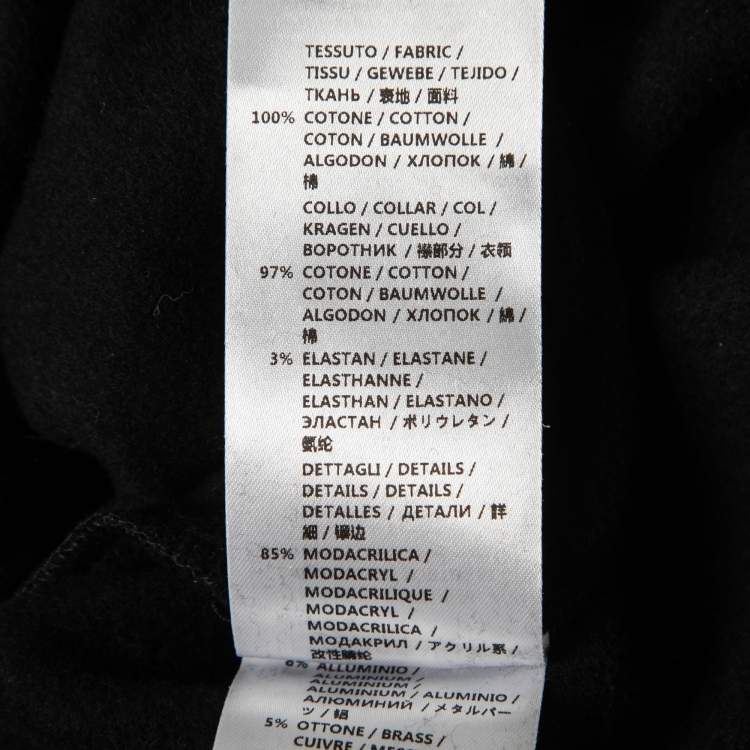 TESSUTO / FABRIC /
TISSU / GEWEBE / TEJIDO /
ТКАНЬ / 表地 / 面料
100% COTONE / COTTON /
COTON / BAUMWOLLE /
ALGODON / ХЛОПОК / 綿 /
棉
COLLO / COLLAR / COL /
KRAGEN / CUELLO /
ВОРОТНИК / 襟部分 / 衣领
97% COTONE / COTTON /
COTON / BAUMWOLLE /
ALGODON / ХЛОПОК / 綿 /
棉
3% ELASTAN / ELASTANE /
ELASTHANNE /
ELASTHAN / ELASTANO /
ЭЛАСТАН / ポリウレタン /
氨纶
DETTAGLI / DETAILS /
DETAILS / DETAILS /
DETALLES / ДЕТАЛИ / 詳
細 / 镶边
85% MODACRILICA /
MODACRYL /
MODACRILIQUE /
MODACRYL /
MODACRILICA /
МОДАКРИЛ / アクリル系 /
改性腈纶
6% ALLUMINIO /
ALUMINIUM /
ALUMINIUM / ALUMINIO /
АЛЮМИНИЙ / メタルパー
ツ / 铝
5% OTTONE / BRASS /
CUIVRE /